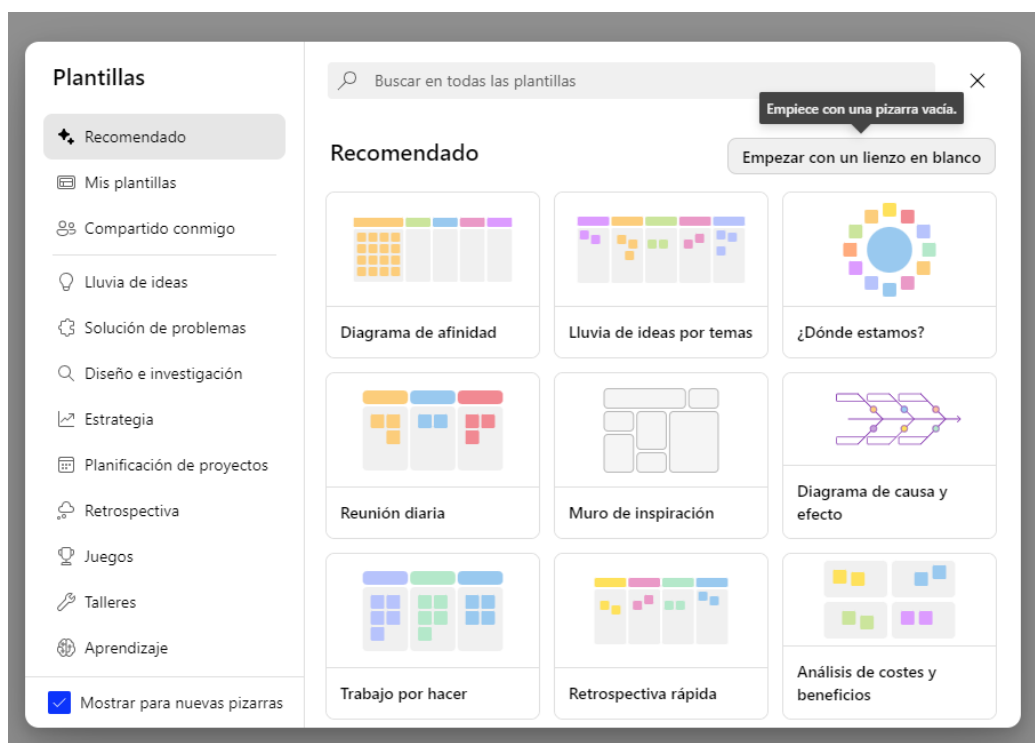 Plantillas
Recomendado
Mis plantillas
Compartido conmigo
Lluvia de ideas
Solución de problemas
Diseño e investigación
Estrategia
Planificación de proyectos
Retrospectiva
Juegos
Talleres
Aprendizaje
Mostrar para nuevas pizarras
Buscar en todas las plantillas
Empiece con una pizarra vacía.
Recomendado
Empezar con un lienzo en blanco
Diagrama de afinidad
Lluvia de ideas por temas
¿Dónde estamos?
Reunión diaria
Muro de inspiración
Diagrama de causa y
efecto
Trabajo por hacer
Retrospectiva rápida
Análisis de costes y
beneficios